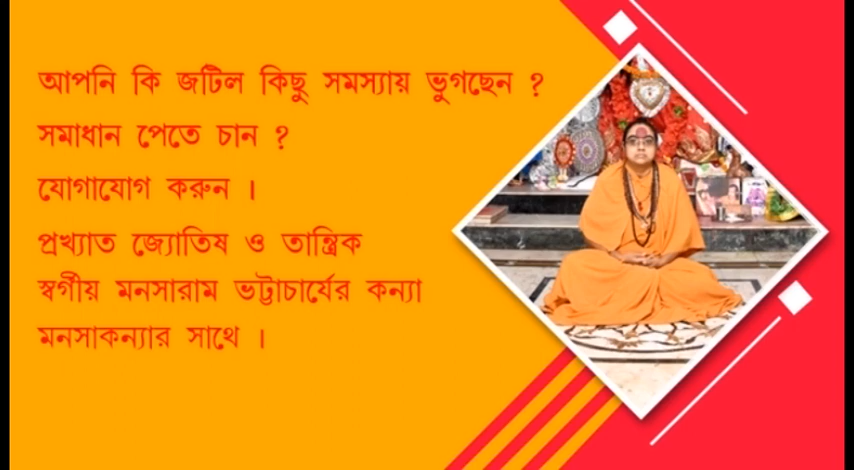 আপনি কি জটিল কিছু সমস্যায় ভুগছেন ?
সমাধান পেতে চান ?
যোগাযোগ করুন ।
প্রখ্যাত জ্যোতিষ ও তান্ত্রিক
স্বর্গীয় মনসারাম ভট্টাচার্যের কন্যা
মনসাকন্যার সাথে ।